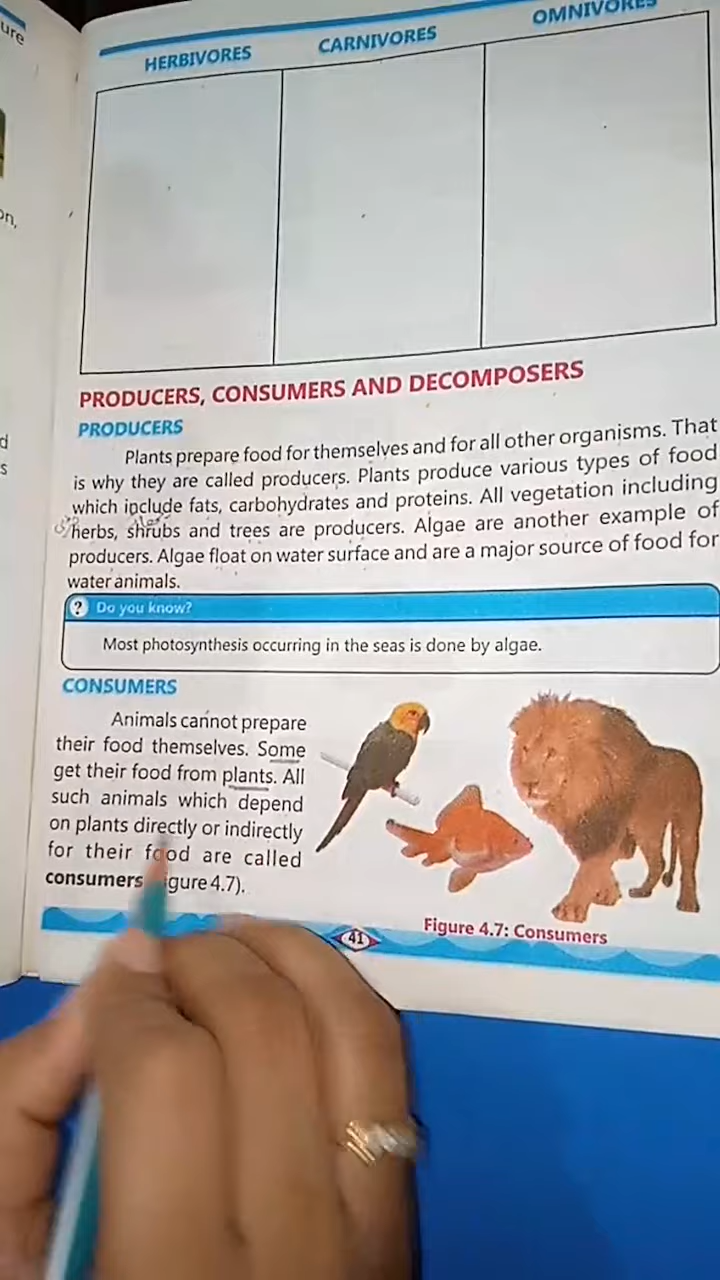 ure
HERBIVORES CARNIVORES OMNIVORES
on,
PRODUCERS, CONSUMERS AND DECOMPOSERS
PRODUCERS
d
Plants prepare food for themselves and for all other organisms. That
s
is why they are called producers. Plants produce various types of food
which include fats, carbohydrates and proteins. All vegetation including
herbs, shrubs and trees are producers. Algae are another example of
producers. Algae float on water surface and are a major source of food for
water animals.
? Do you know?
Most photosynthesis occurring in the seas is done by algae.
CONSUMERS
Animals cannot prepare
their food themselves. Some
get their food from plants. All
such animals which depend
on plants directly or indirectly
for their food are called
consumers igure 4.7).
Figure 4.7: Consumers
41